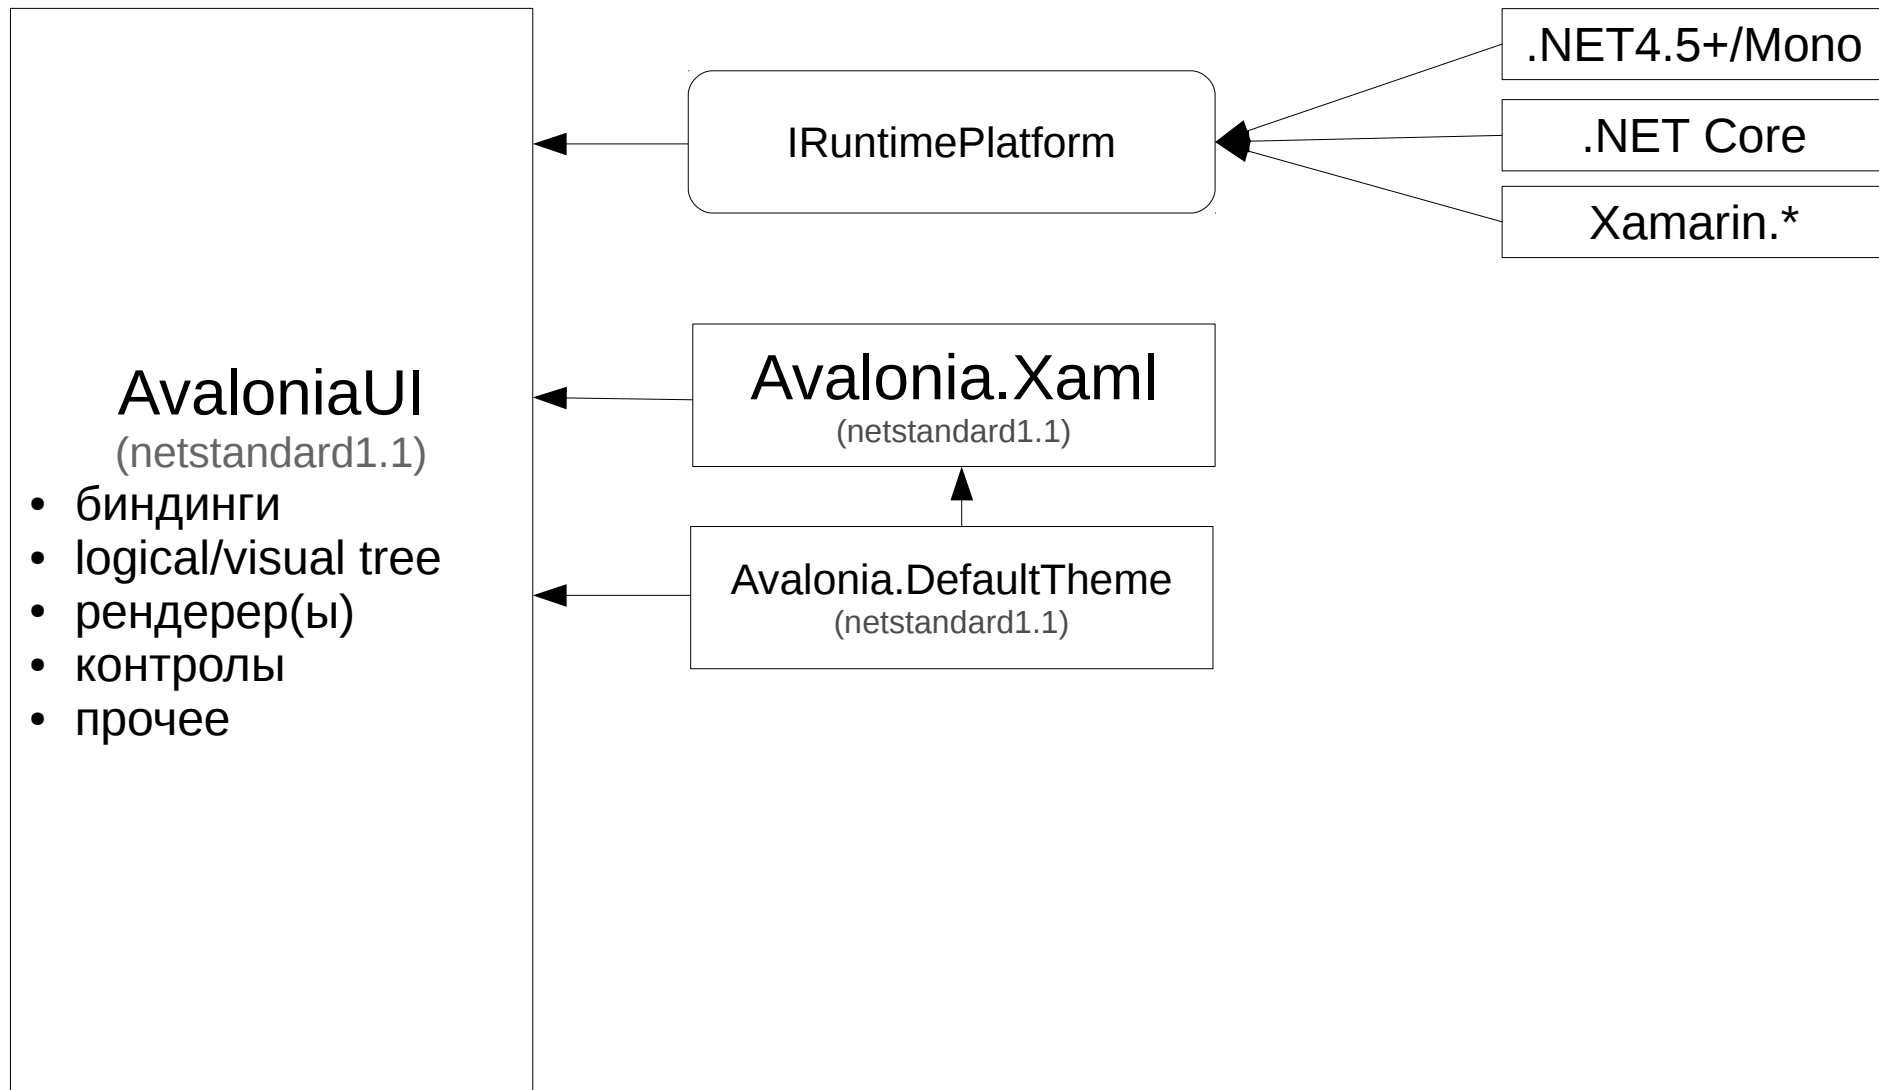 AvaloniaUI
(netstandard1.1)
• биндинги
• logical/visual tree
• рендерер(ы)
• контролы
• прочее
IRuntimePlatform
.NET4.5+/Mono
.NET Core
Xamarin.*
Avalonia.Xaml
(netstandard1.1)
Avalonia.DefaultTheme
(netstandard1.1)